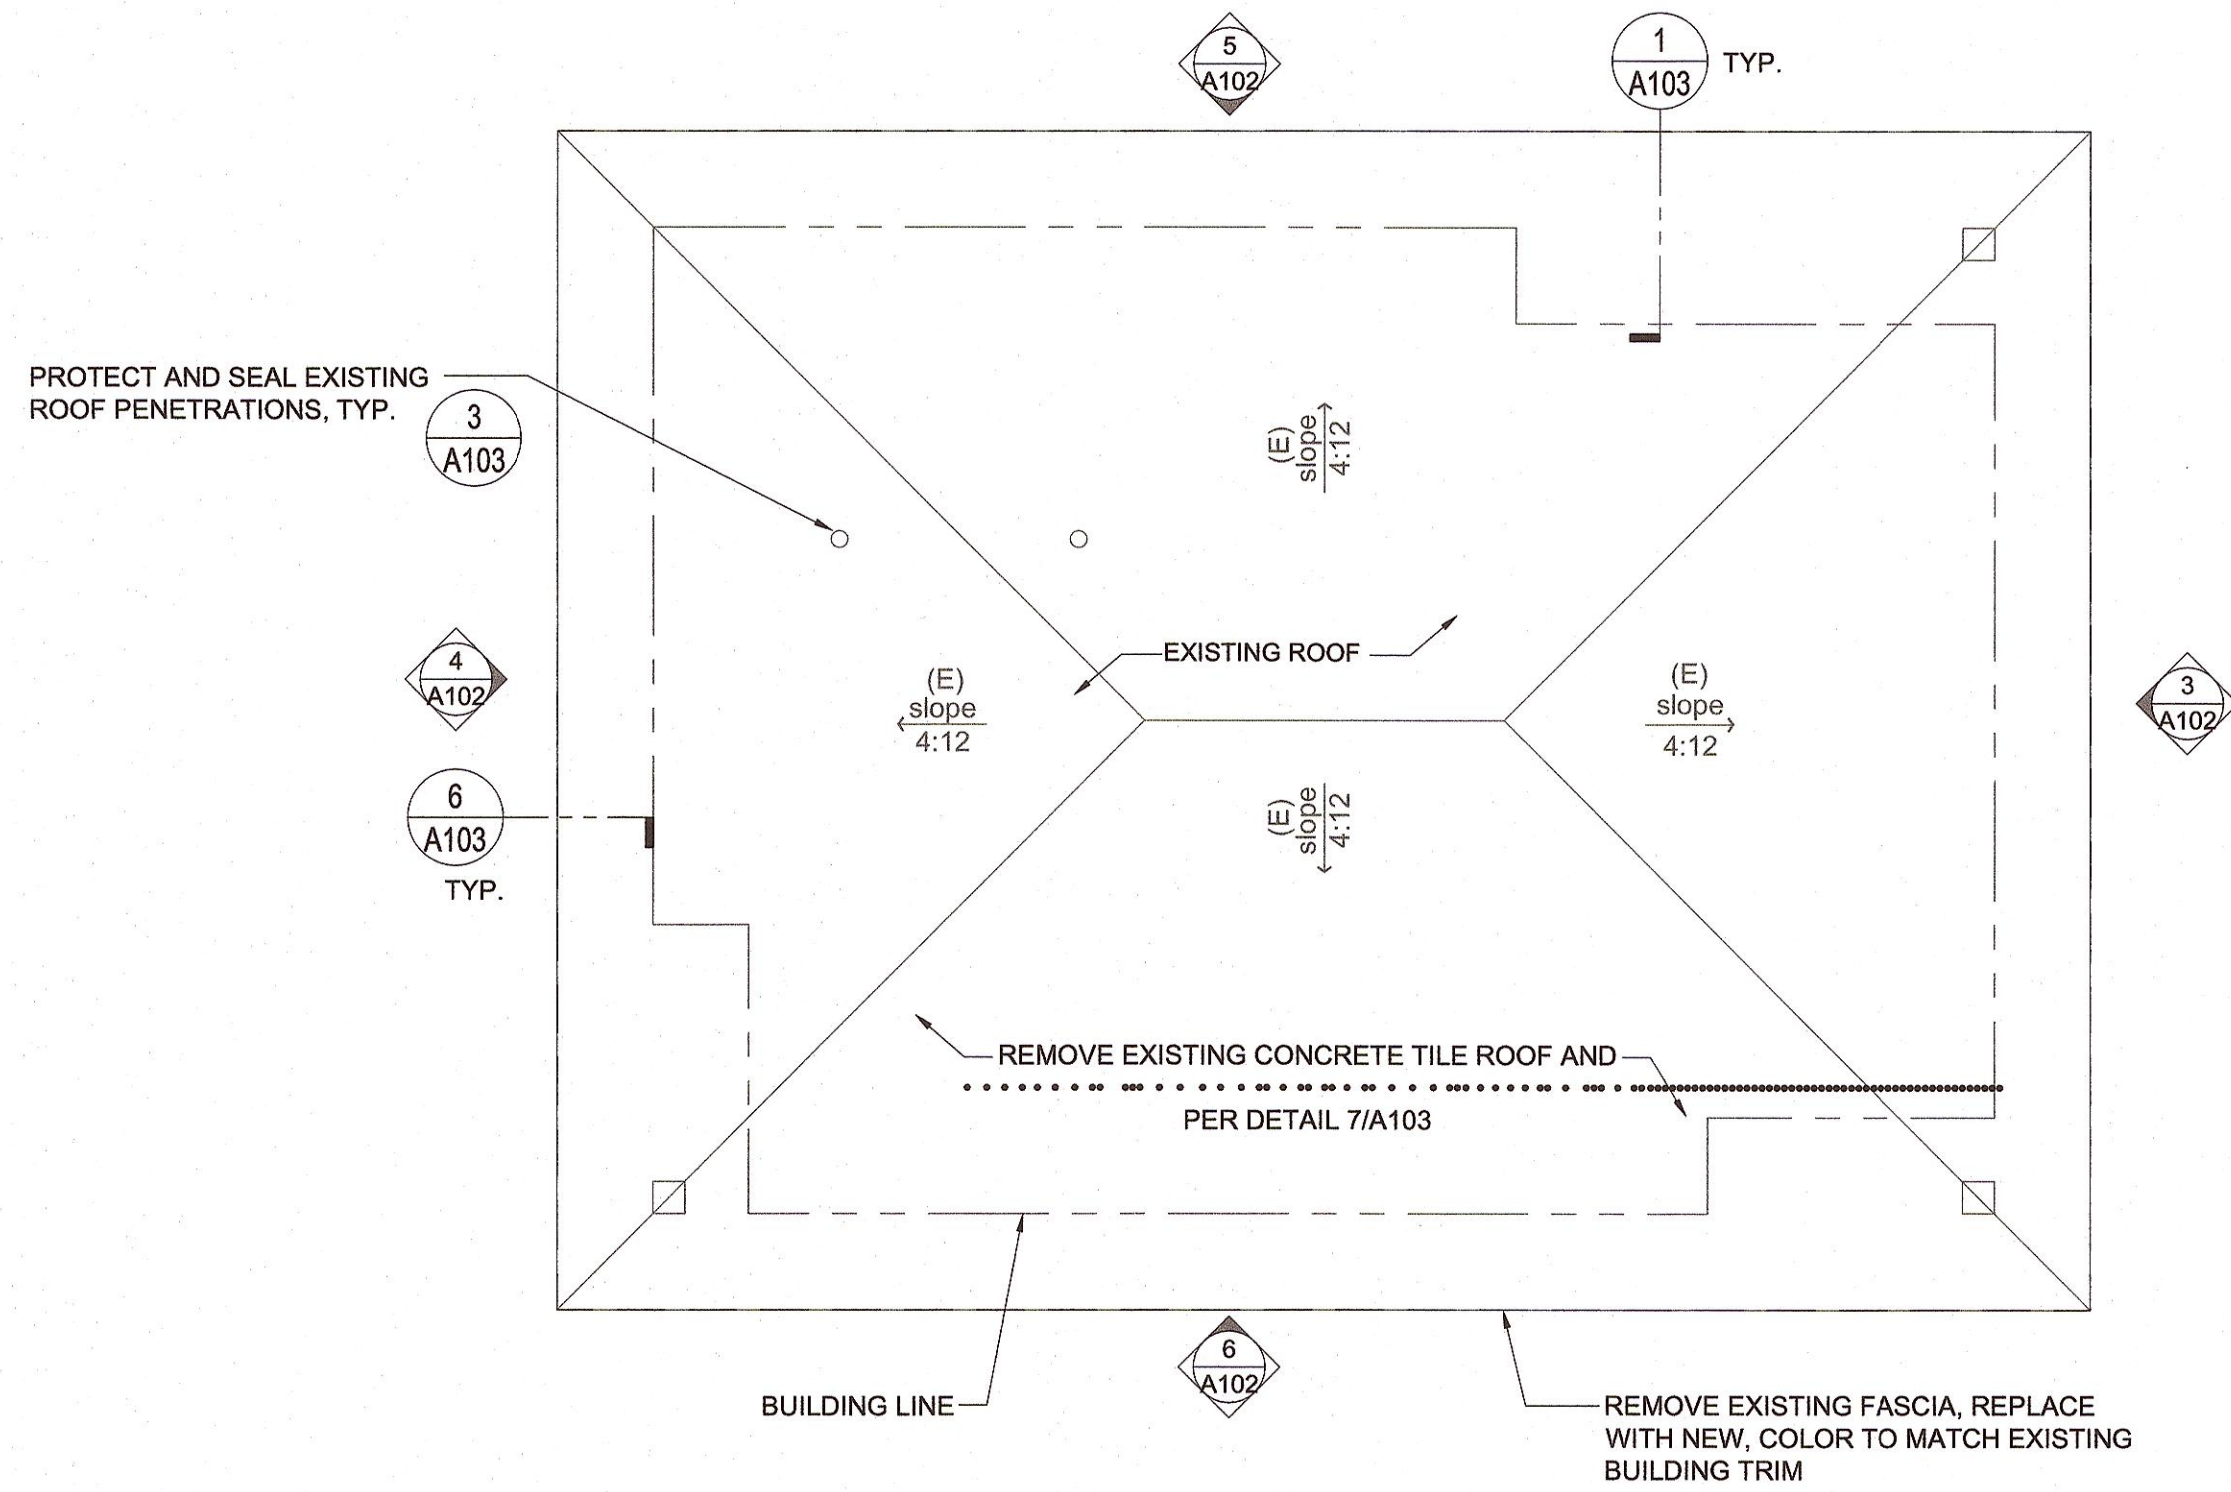 5
A102
1
A103
TYP.
PROTECT AND SEAL EXISTING
ROOF PENETRATIONS, TYP.
3
A103
(E)
slope
4:12
EXISTING ROOF
4
A102
(E)
slope
4:12
(E)
slope
4:12
3
A102
6
A103
TYP.
(E)
slope
4:12
REMOVE EXISTING CONCRETE TILE ROOF AND
PER DETAIL 7/A103
BUILDING LINE
6
A102
REMOVE EXISTING FASCIA, REPLACE
WITH NEW, COLOR TO MATCH EXISTING
BUILDING TRIM